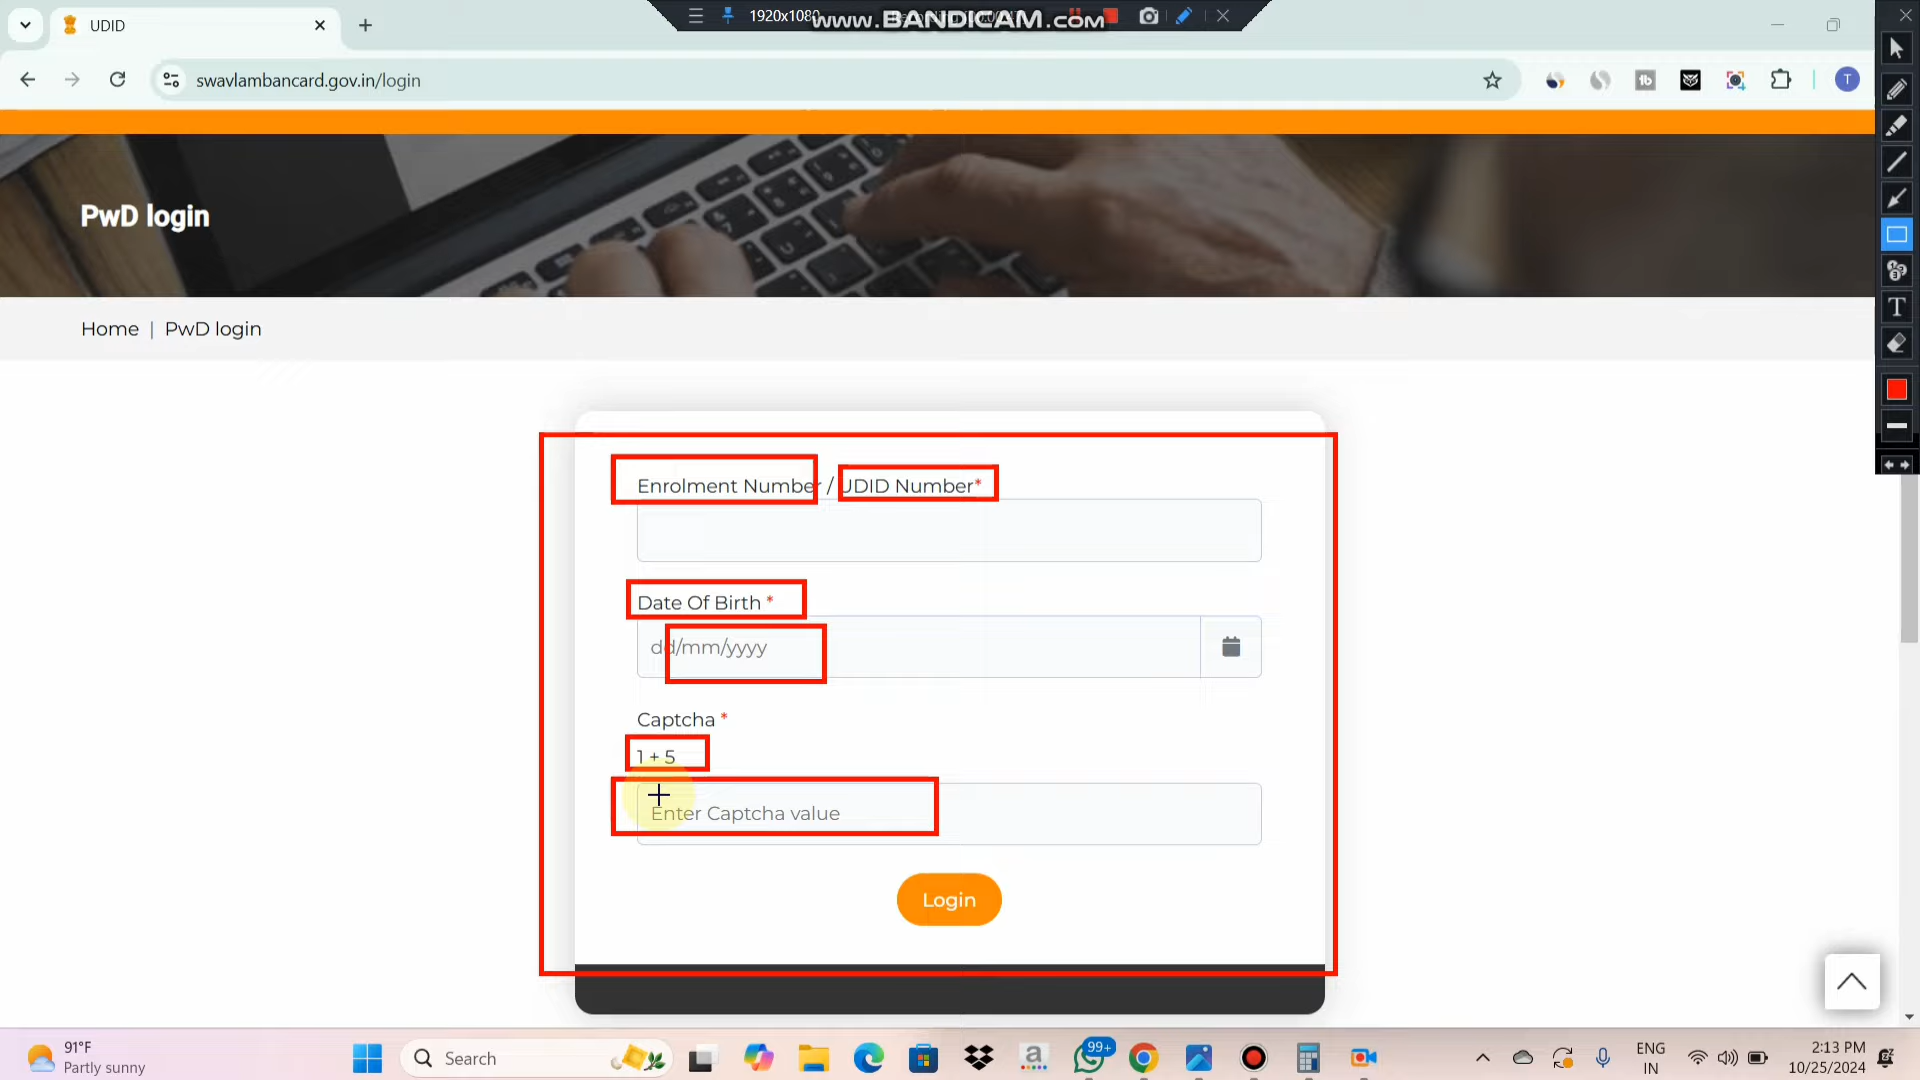 UDID
1920x1080
www.BANDICAM.com
swavlambancard.gov.in/login
T
PwD login
Home | PwD login
Enrolment Number / UDID Number*
Date Of Birth *
dd/mm/yyyy
Captcha *
1 + 5
Enter Captcha value
Login
91°F
Partly sunny
Search
99+
ENG
IN
2:13 PM
10/25/2024